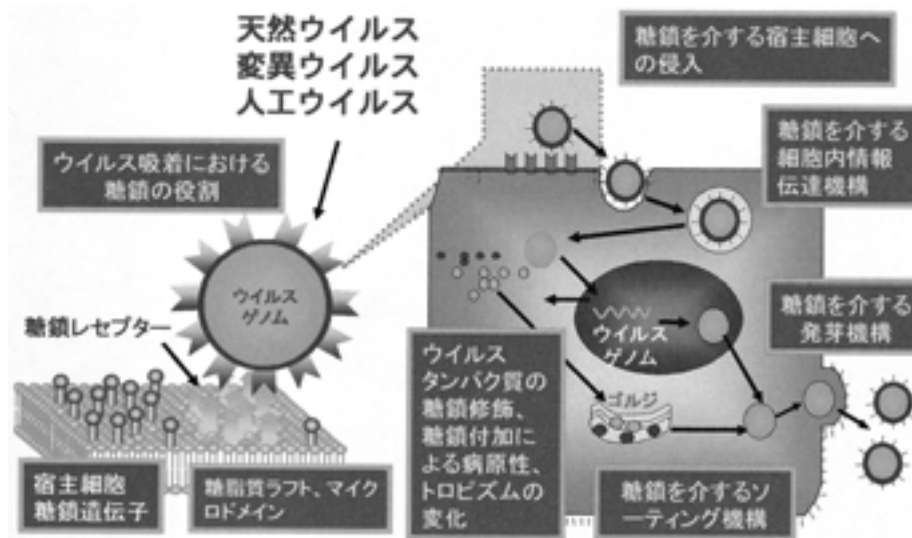 天然ウイルス
変異ウイルス
人工ウイルス
糖鎖を介する宿主細胞へ
の侵入
ウイルス吸着における
糖鎖の役割
糖鎖を介する
細胞内情報
伝達機構
ウイルス
ゲノム
糖鎖レセプター
ウイルス
ゲノム
糖鎖を介する
発芽機構
ウイルス
タンパク質の
糖鎖修飾、
糖鎖付加に
よる病原性、
トロピズムの
変化
ゴルジ
宿主細胞
糖鎖遺伝子
糖脂質ラフト、マイク
ロドメイン
糖鎖を介するソ
ーティング機構